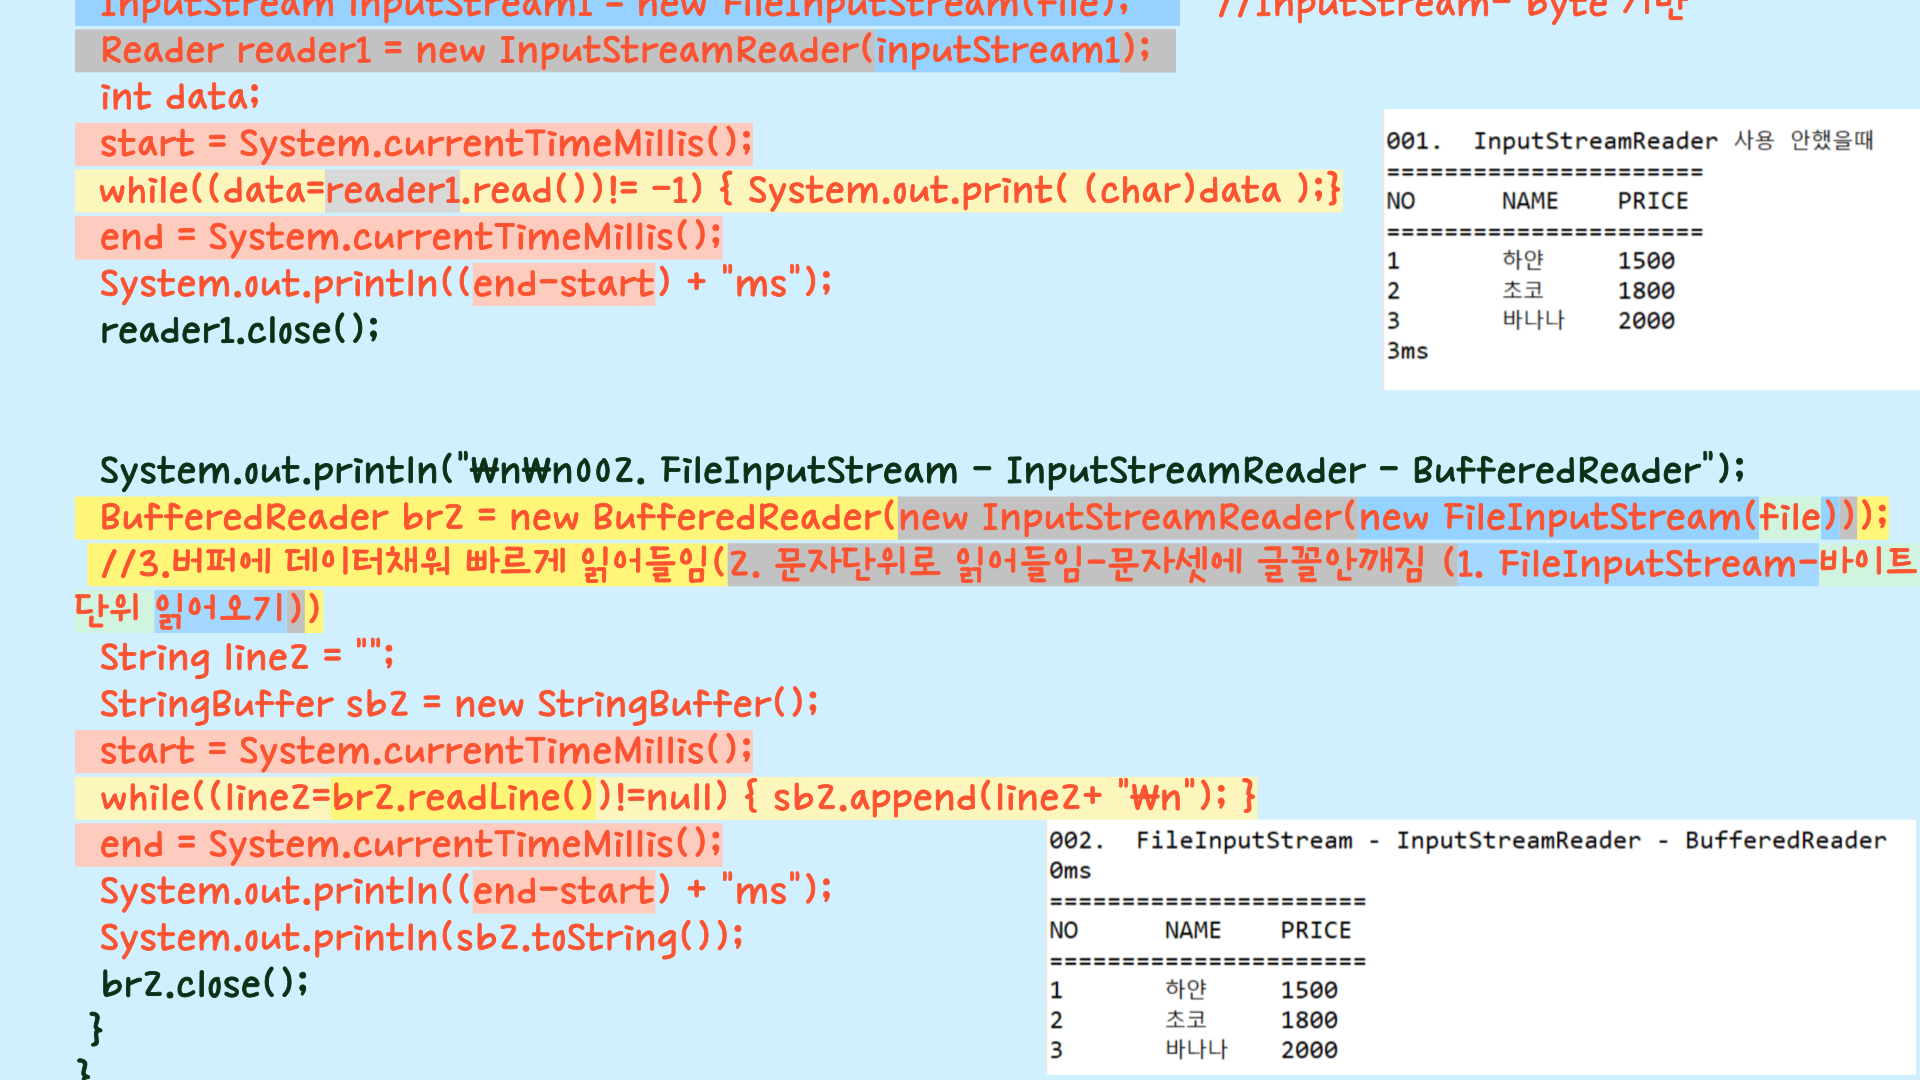 InputStream inputStream1 = new FileInputStream(file);   //InputStream- byte 기반
Reader reader1 = new InputStreamReader(inputStream1);
int data;
start = System.currentTimeMillis();
while((data=reader1.read())!= -1) { System.out.print( (char)data );}
end = System.currentTimeMillis();
System.out.println((end-start) + "ms");
reader1.close();
001.  InputStreamReader 사용 안했을때
======================
NO NAME PRICE
======================
1 하얀 1500
2 초코 1800
3 바나나 2000
3ms
System.out.println("₩n₩n002. FileInputStream - InputStreamReader - BufferedReader");
BufferedReader br2 = new BufferedReader(new InputStreamReader(new FileInputStream(file)));
//3.버퍼에 데이터채워 빠르게 읽어들임(2. 문자단위로 읽어들임-문자셋에 글꼴안깨짐 (1. FileInputStream-바이트
단위 읽어오기))
String line2 = "";
StringBuffer sb2 = new StringBuffer();
start = System.currentTimeMillis();
while((line2=br2.readLine())!=null) { sb2.append(line2+ "₩n"); }
end = System.currentTimeMillis();
System.out.println((end-start) + "ms");
System.out.println(sb2.toString());
br2.close();
}
}
002.  FileInputStream - InputStreamReader - BufferedReader
0ms
======================
NO NAME PRICE
======================
1 하얀 1500
2 초코 1800
3 바나나 2000